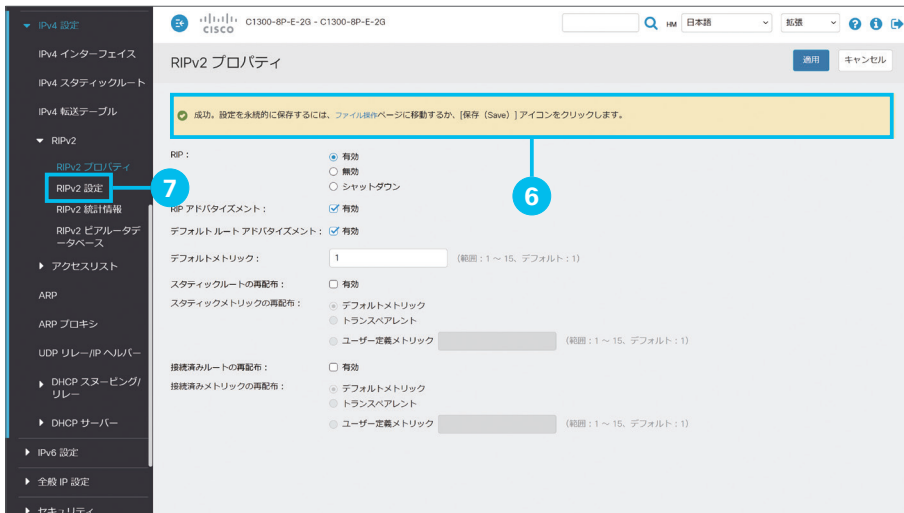 IPv4 設定
IPv4 インターフェイス
IPv4 スタティックルート
IPv4 転送テーブル
RIPv2
RIPv2 プロパティ
RIPv2 設定
RIPv2 統計情報
RIPv2 ピアルータデ
ータベース
アクセスリスト
ARP
ARP プロキシ
UDP リレー/IP ヘルパー
DHCP スヌーピング/
リレー
DHCP サーバー
IPv6 設定
全般 IP 設定
セキュリティ
7
CISCO
C1300-8P-E-2G - C1300-8P-E-2G
HM 日本語 拡張
RIPv2 プロパティ
適用 キャンセル
成功。設定を永続的に保存するには、ファイル操作ページに移動するか、[保存（Save）] アイコンをクリックします。
6
RIP： 有効
無効
シャットダウン
RIP アドバタイズメント： 有効
デフォルト ルート アドバタイズメント： 有効
デフォルトメトリック： 1 （範囲：1 ～ 15、デフォルト：1）
スタティックルートの再配布： 有効
スタティックメトリックの再配布： デフォルトメトリック
トランスペアレント
ユーザー定義メトリック （範囲：1 ～ 15、デフォルト：1）
接続済みルートの再配布： 有効
接続済みメトリックの再配布： デフォルトメトリック
トランスペアレント
ユーザー定義メトリック （範囲：1 ～ 15、デフォルト：1）